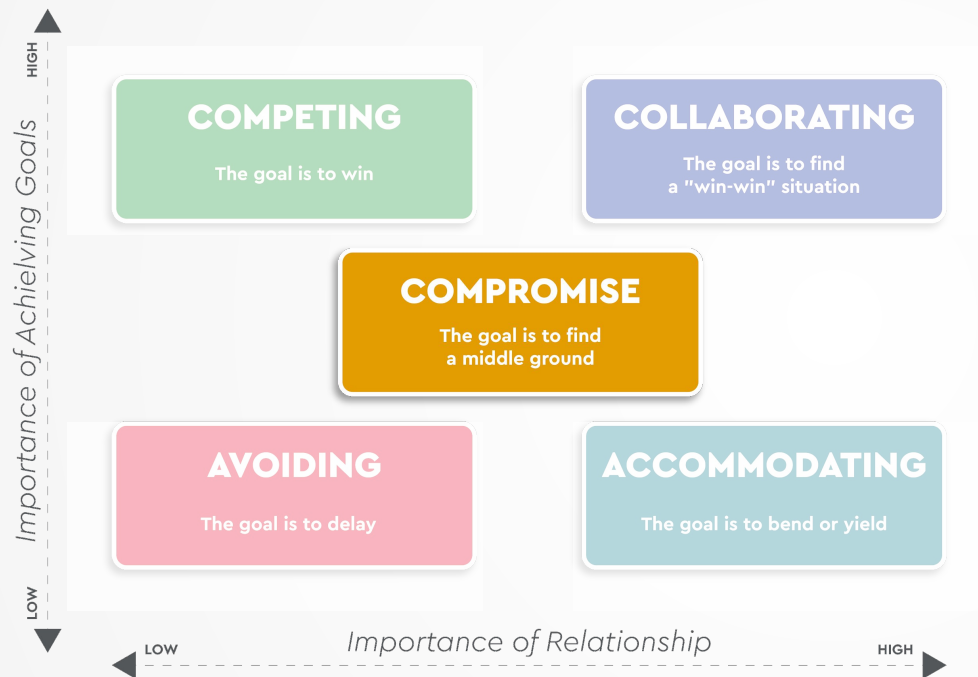 HIGH
Importance of Achielving Goals
LOW
COMPETING
The goal is to win
COLLABORATING
The goal is to find
a "win-win" situation
COMPROMISE
The goal is to find
a middle ground
AVOIDING
The goal is to delay
ACCOMMODATING
The goal is to bend or yield
LOW
Importance of Relationship
HIGH